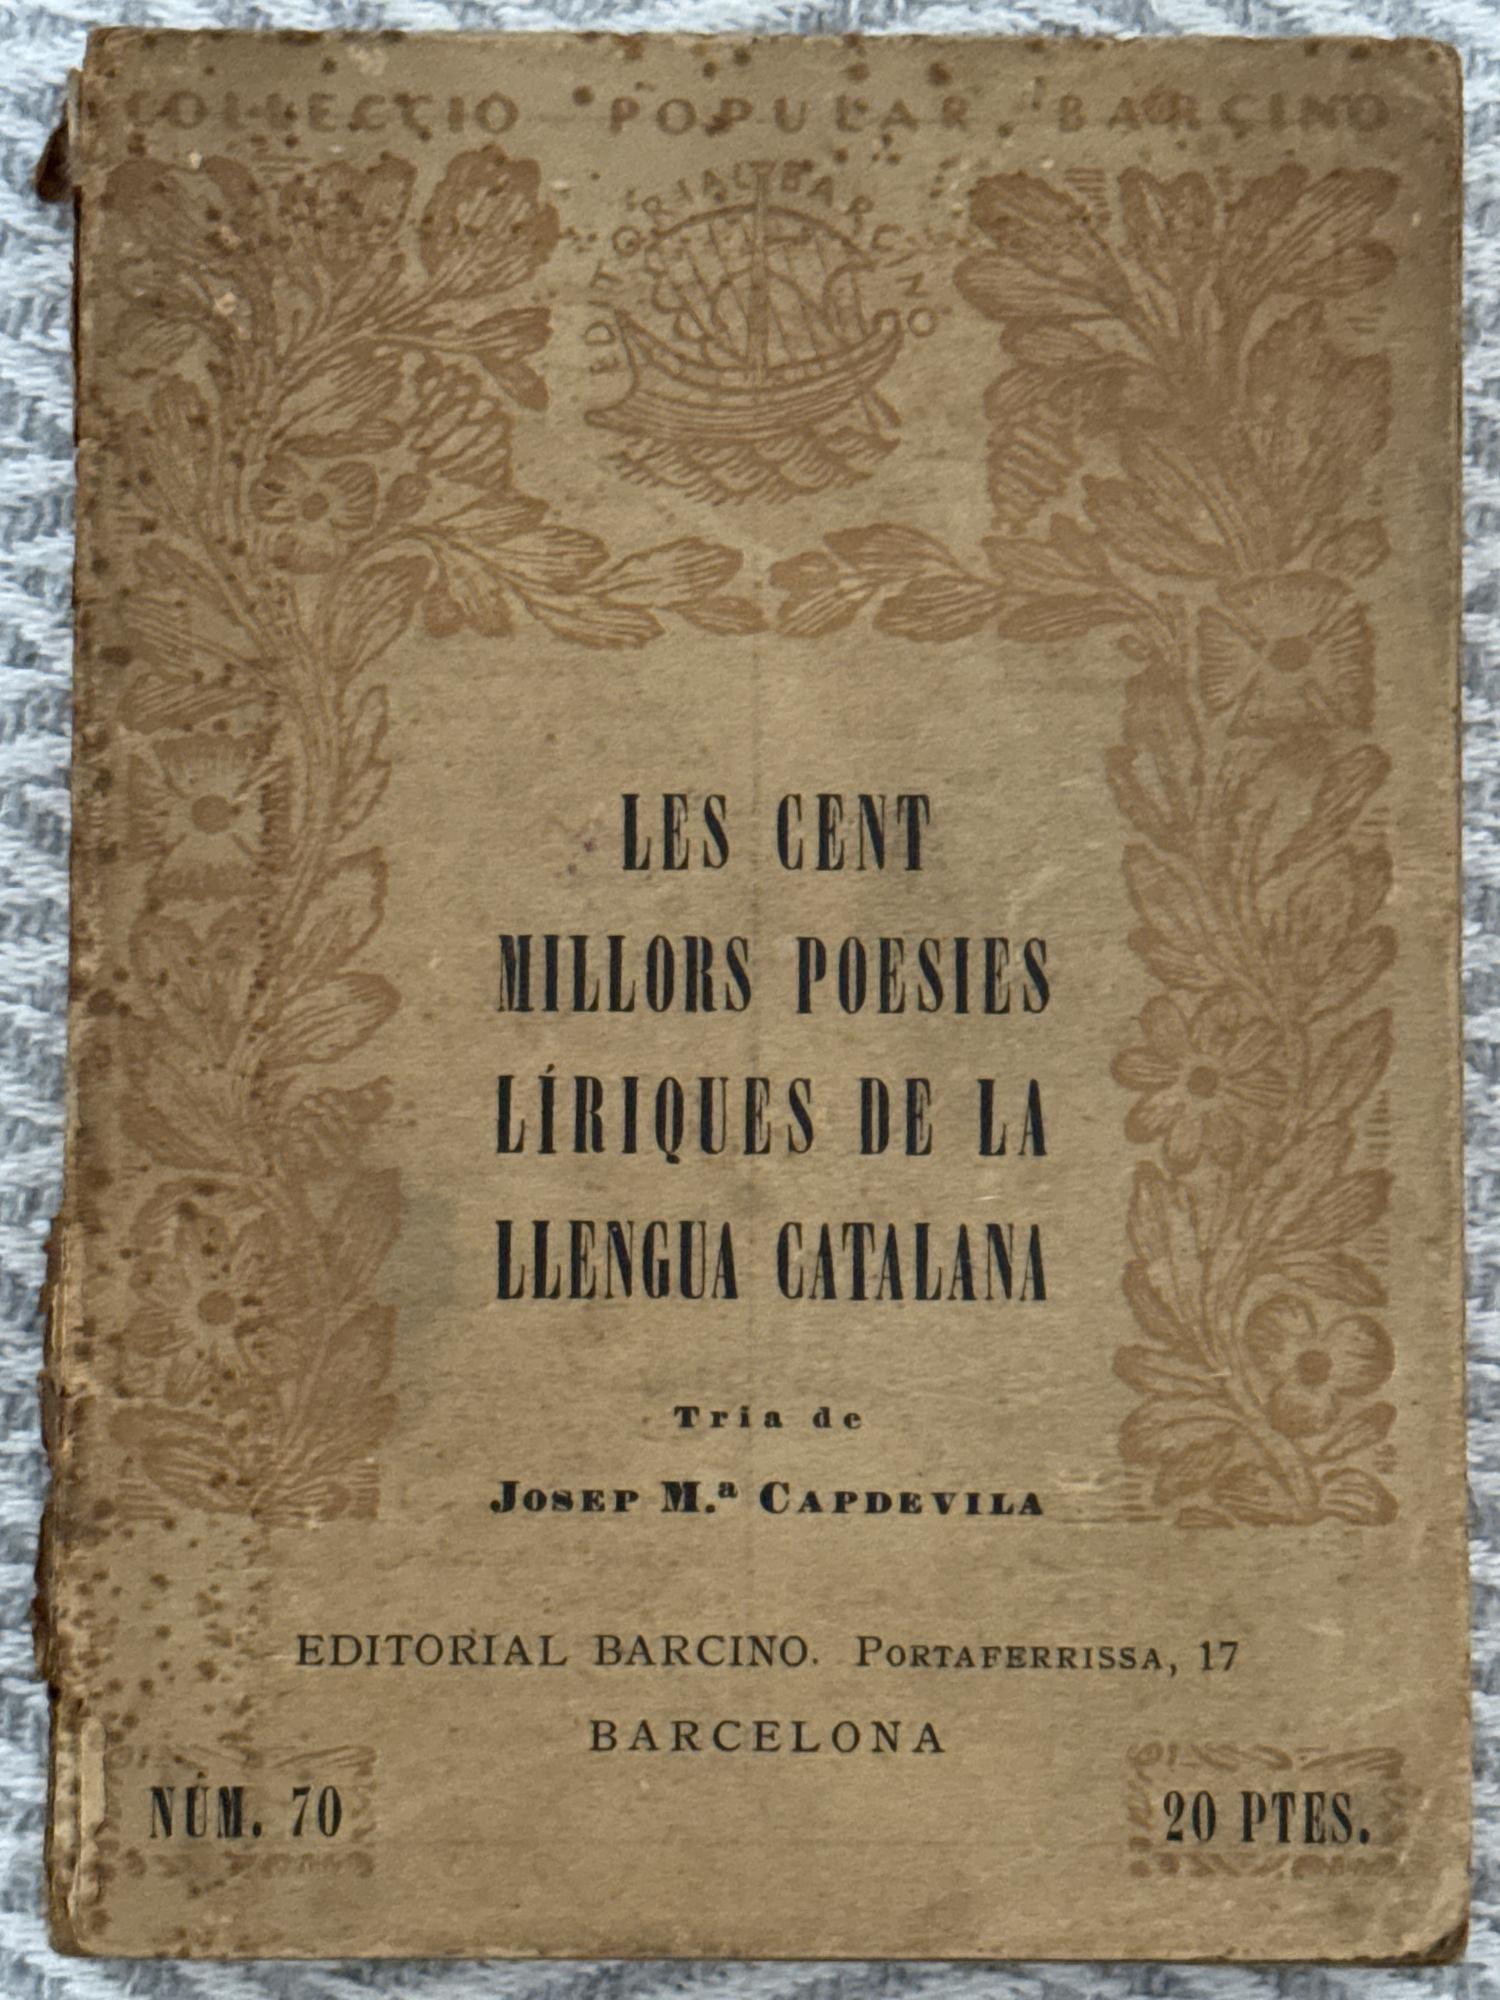 COL·LECCIÓ POPULAR BARCINO
EDITORIAL BARCINO
LES CENT
MILLORS POESIES
LÍRIQUES DE LA
LLENGUA CATALANA
Tria de
JOSEP M.ª CAPDEVILA
EDITORIAL BARCINO. PORTAFERRISSA, 17
BARCELONA
NÚM. 70
20 PTES.